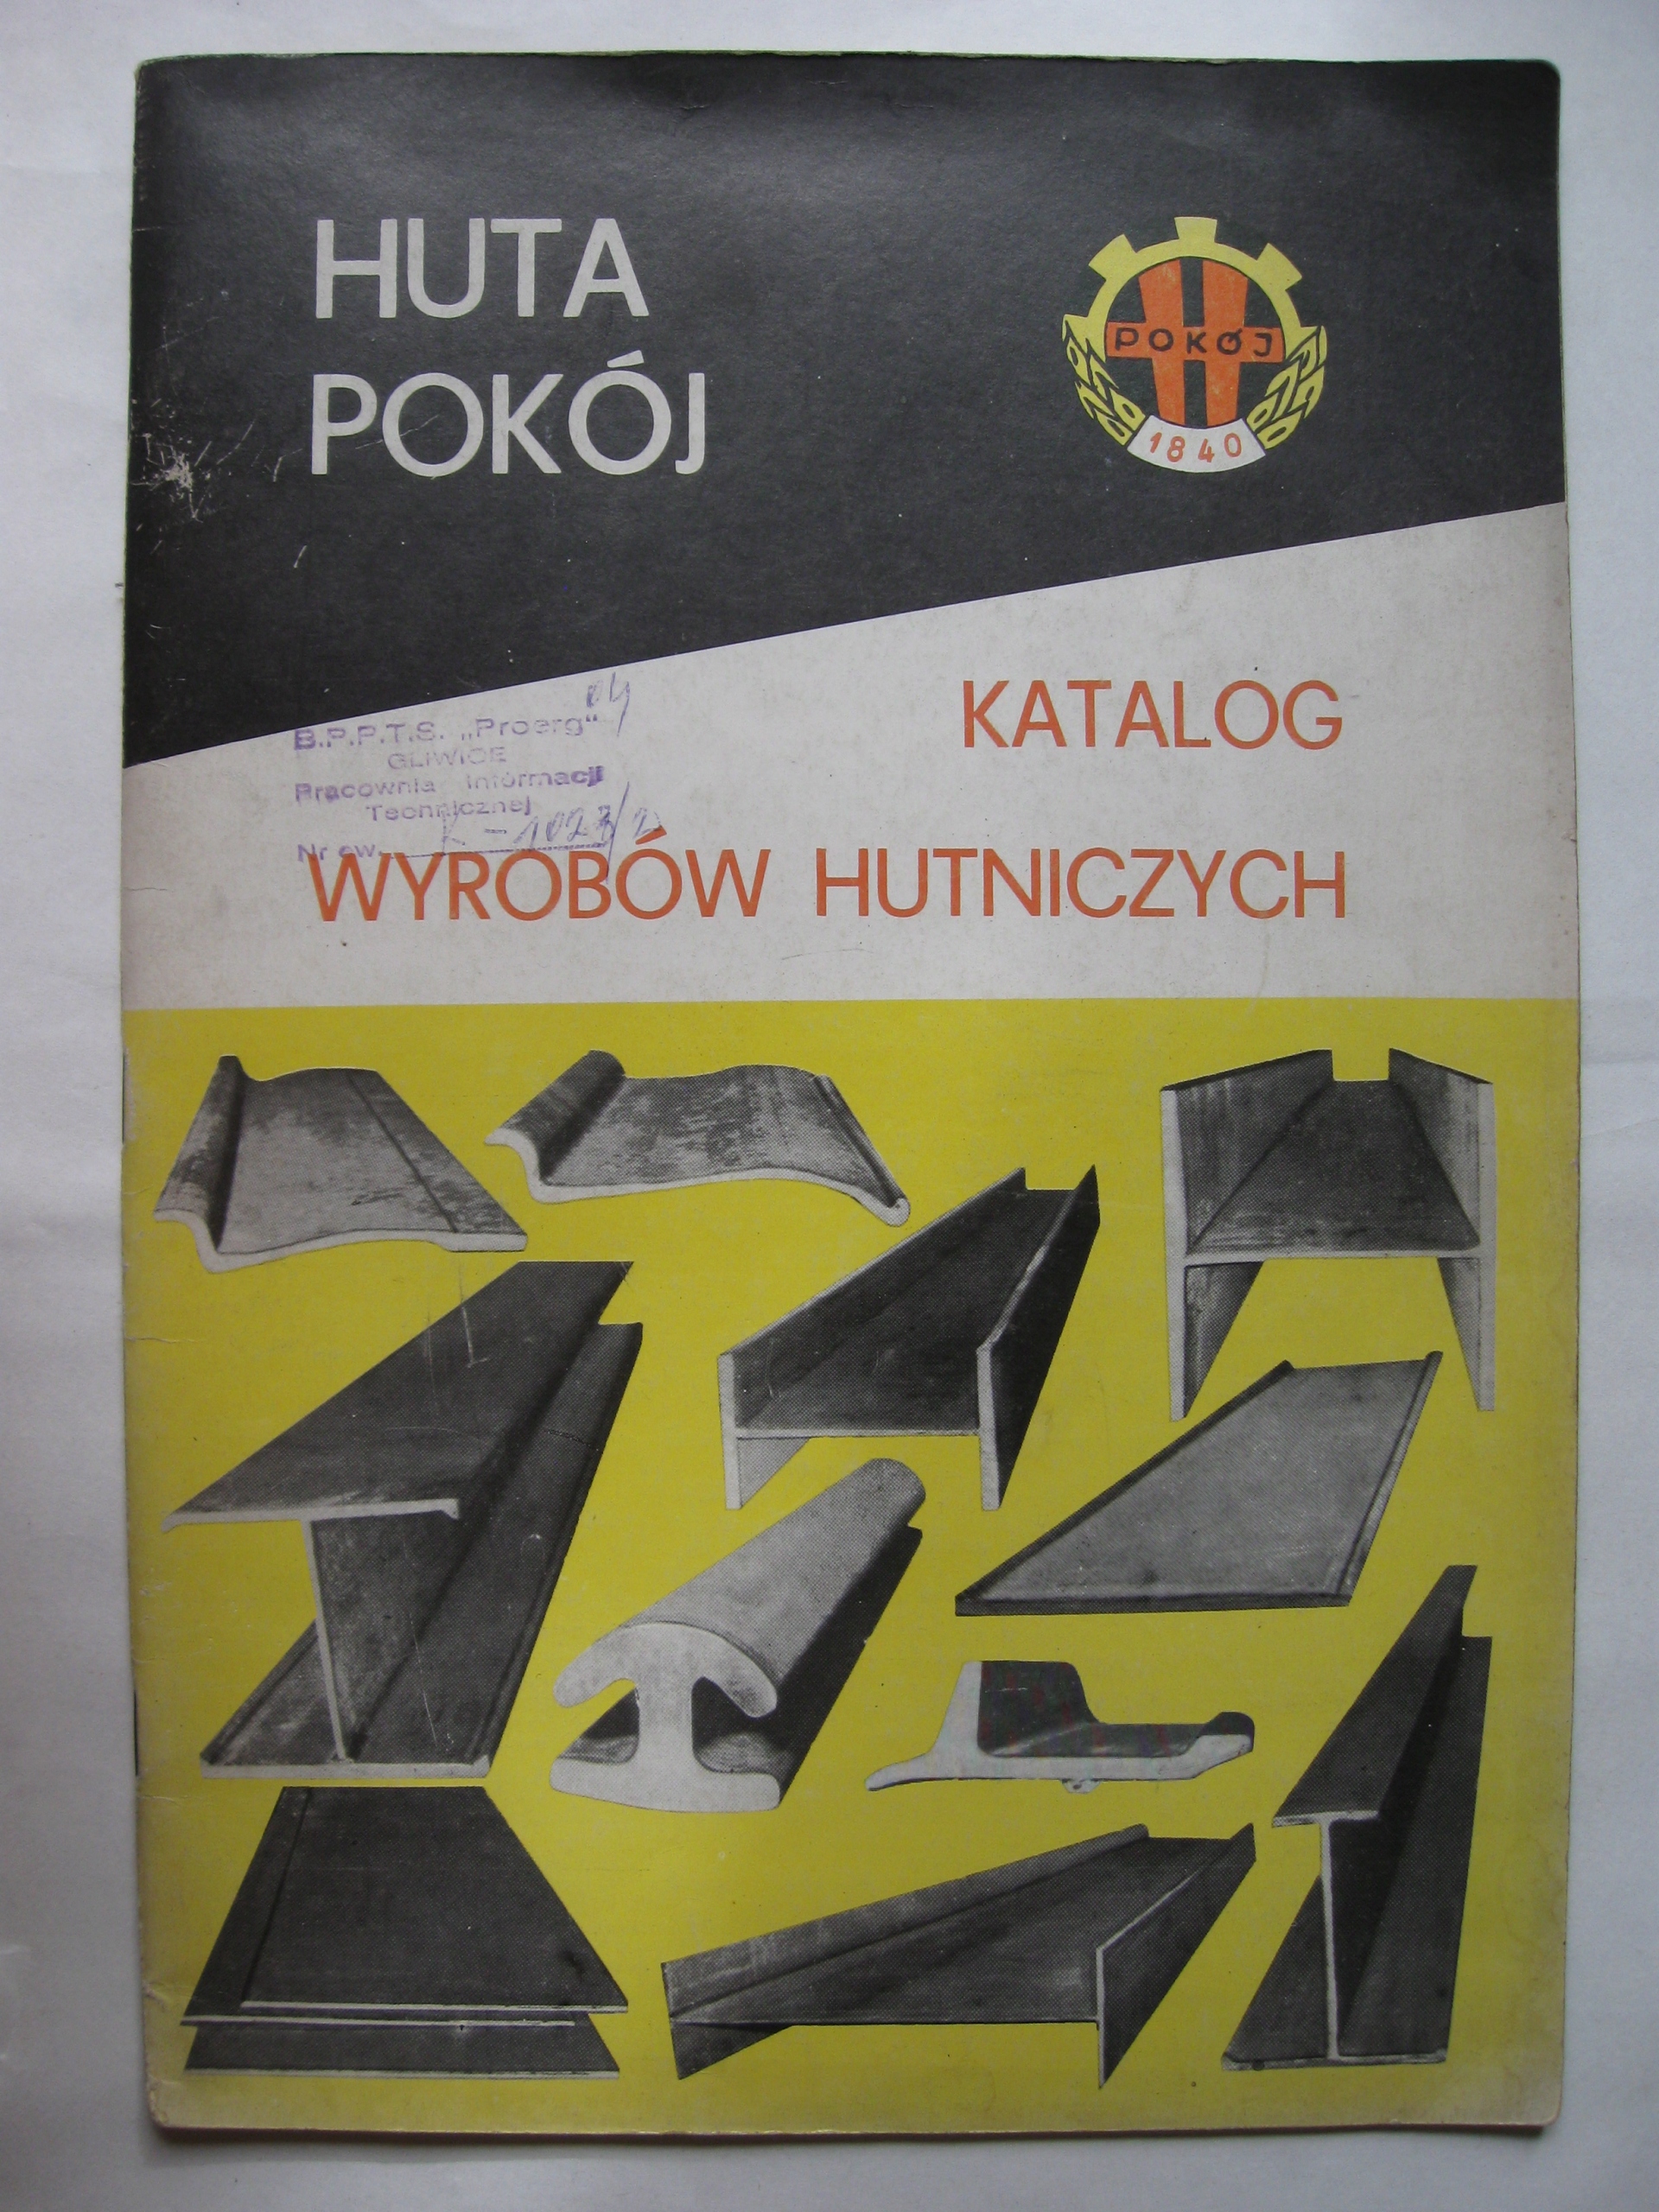 HUTA
POKÓJ
POKÓJ
1840
KATALOG
B.P.P.T.S. „Proerg"
GLIWICE
Pracownia Informacji
Technicznej
Nr ew.
WYROBÓW HUTNICZYCH